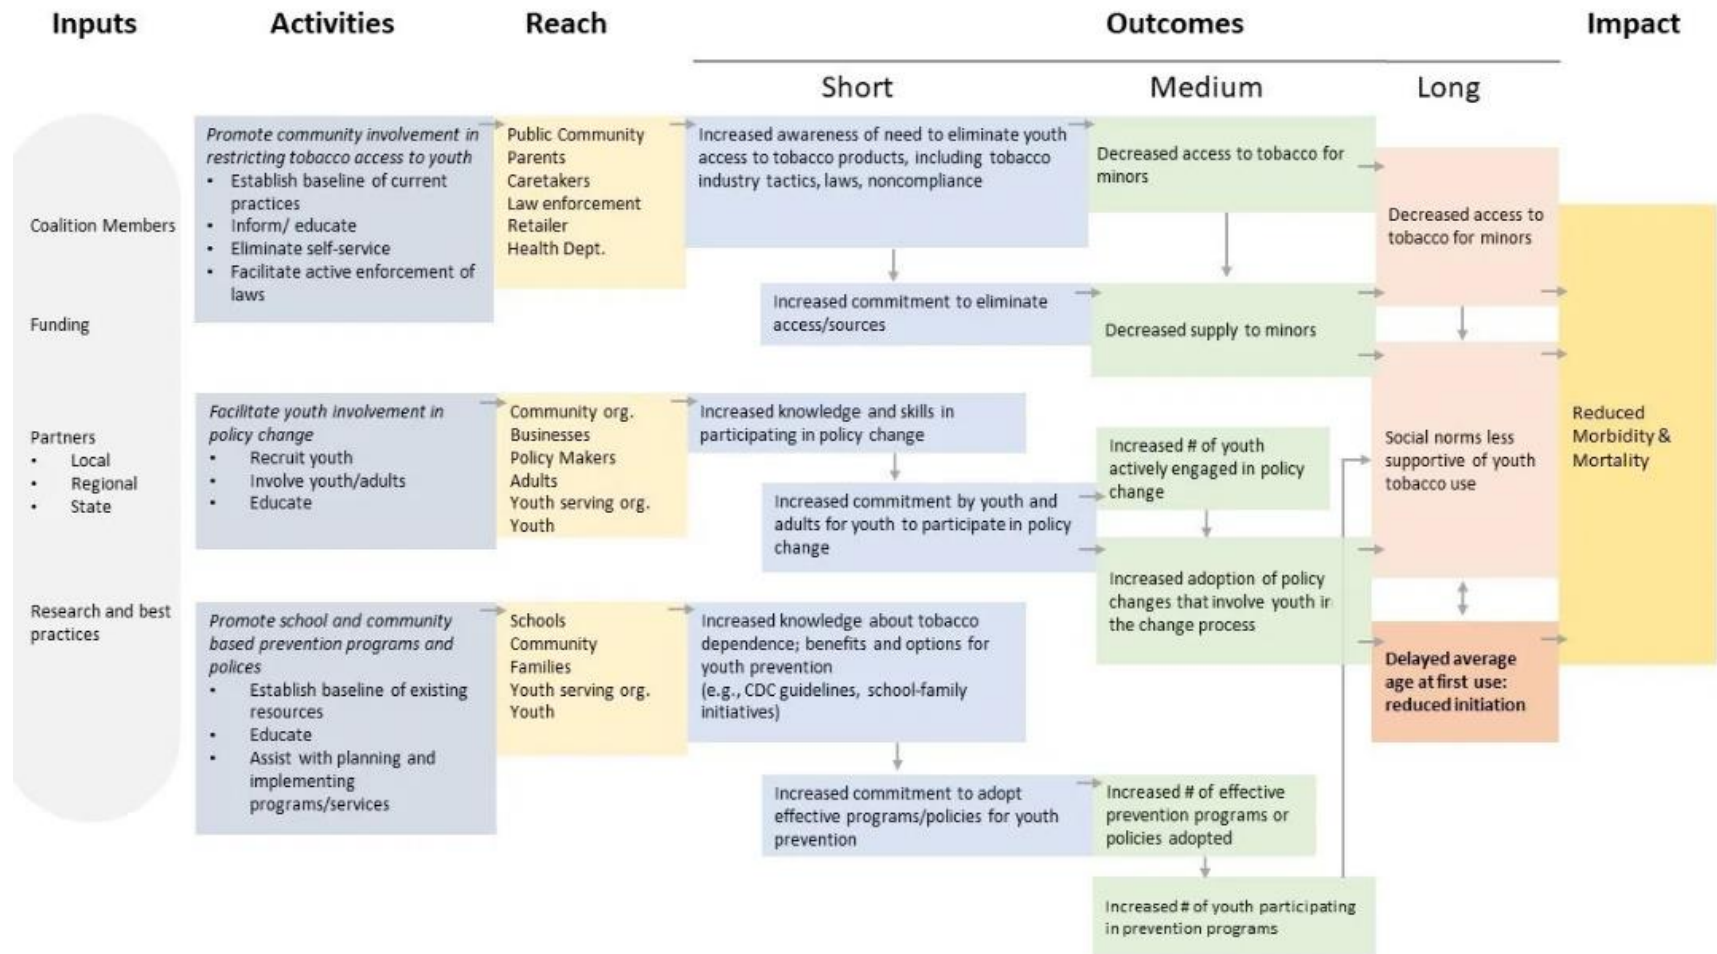 Inputs
Activities
Reach
Outcomes
Impact
Short
Medium
Long
Coalition Members
Funding
Partners
• Local
• Regional
• State
Research and best
practices
Promote community involvement in
restricting tobacco access to youth
• Establish baseline of current
practices
• Inform/ educate
• Eliminate self-service
• Facilitate active enforcement of
laws
Public Community
Parents
Caretakers
Law enforcement
Retailer
Health Dept.
Increased awareness of need to eliminate youth
access to tobacco products, including tobacco
industry tactics, laws, noncompliance
Increased commitment to eliminate
access/sources
Decreased access to tobacco for
minors
Decreased supply to minors
Decreased access to
tobacco for minors
Facilitate youth involvement in
policy change
• Recruit youth
• Involve youth/adults
• Educate
Community org.
Businesses
Policy Makers
Adults
Youth serving org.
Youth
Increased knowledge and skills in
participating in policy change
Increased commitment by youth and
adults for youth to participate in policy
change
Increased # of youth
actively engaged in policy
change
Increased adoption of policy
changes that involve youth in
the change process
Social norms less
supportive of youth
tobacco use
Promote school and community
based prevention programs and
polices
• Establish baseline of existing
resources
• Educate
• Assist with planning and
implementing
programs/services
Schools
Community
Families
Youth serving org.
Youth
Increased knowledge about tobacco
dependence; benefits and options for
youth prevention
(e.g., CDC guidelines, school-family
initiatives)
Increased commitment to adopt
effective programs/policies for youth
prevention
Increased # of effective
prevention programs or
policies adopted
Increased # of youth participating
in prevention programs
Delayed average
age at first use:
reduced initiation
Reduced
Morbidity &
Mortality